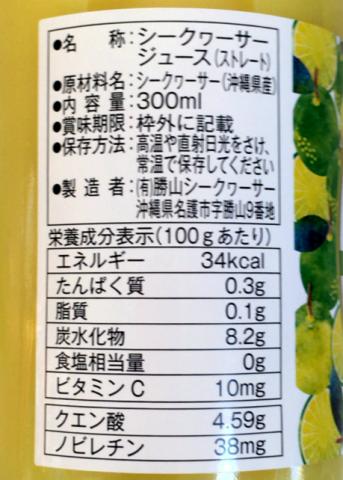 ●名　　称：シークヮーサー
ジュース（ストレート）
●原材料名：シークヮーサー（沖縄県産）
●内 容 量：300ml
●賞味期限：枠外に記載
●保存方法：高温や直射日光をさけ、
常温で保存してください
●製 造 者：(有)勝山シークヮーサー
沖縄県名護市字勝山9番地
栄養成分表示（100gあたり）
エネルギー　34kcal
たんぱく質　0.3g
脂質　0.1g
炭水化物　8.2g
食塩相当量　0g
ビタミンC　10mg
クエン酸　4.59g
ノビレチン　38mg